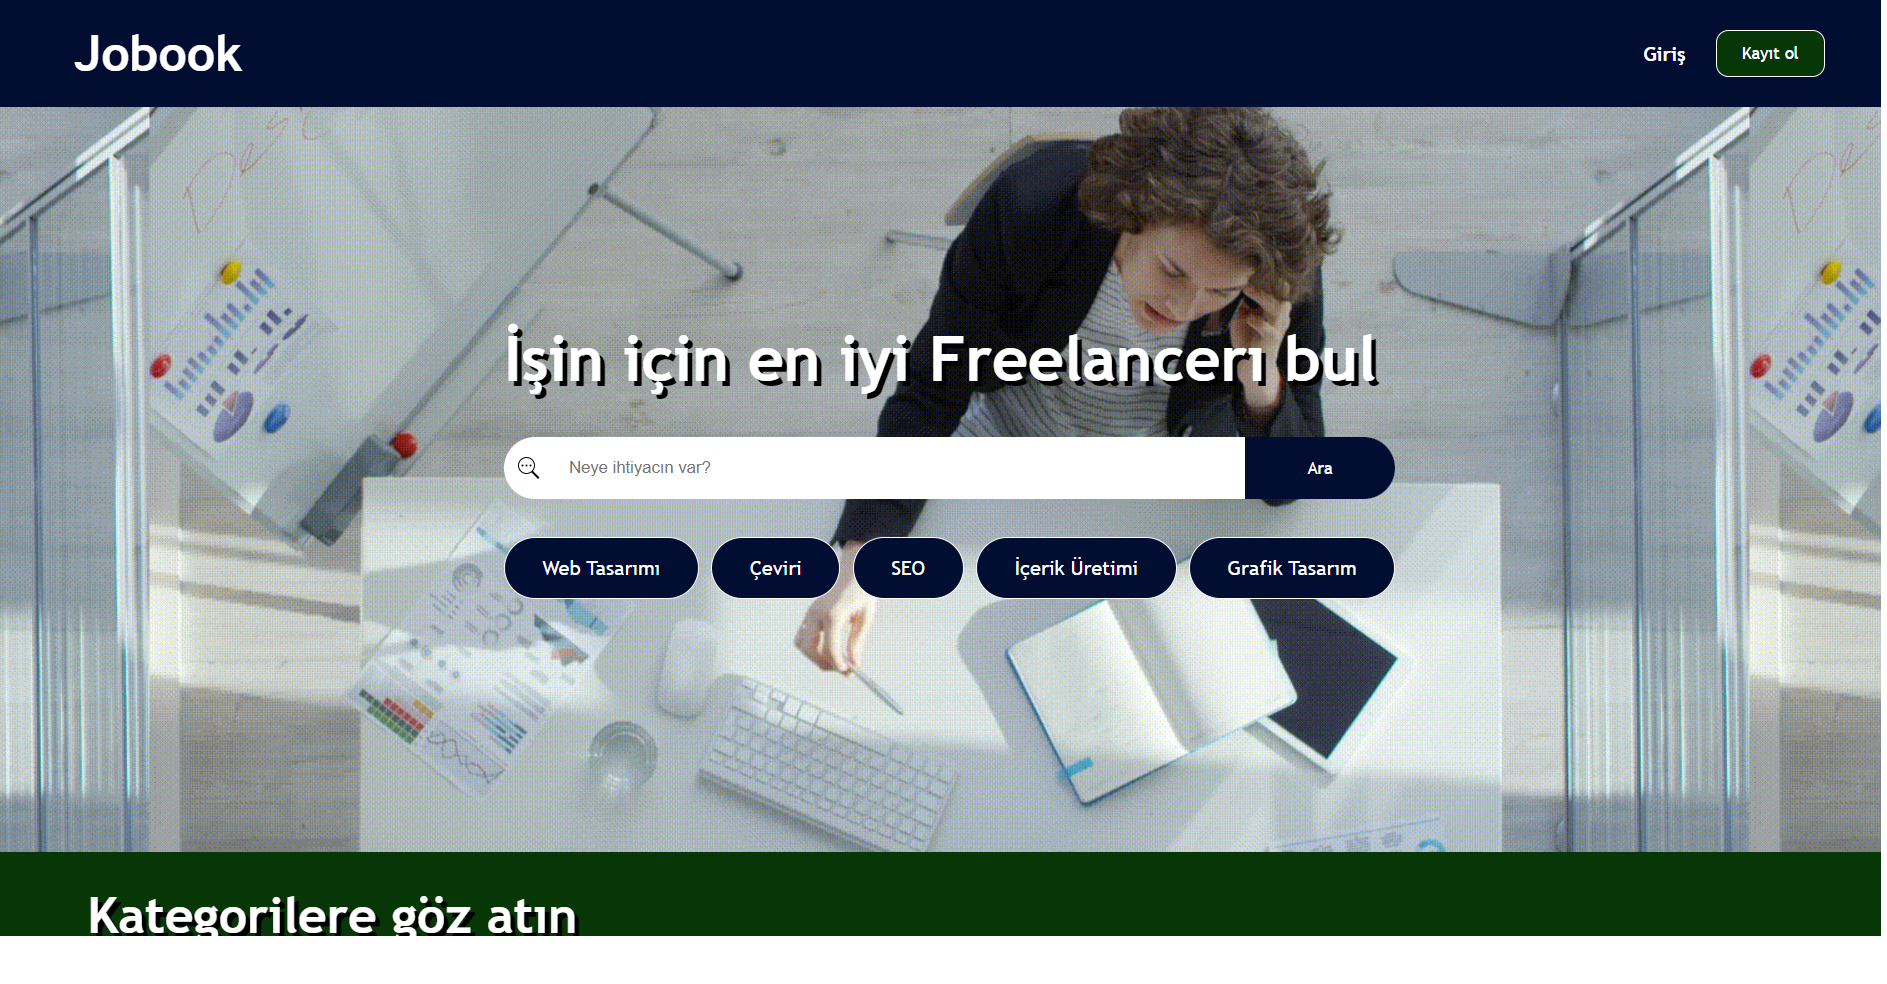 Jobook
Giriş
Kayıt ol
İşin için en iyi Freelancerı bul
Neye ihtiyacın var?
Ara
Web Tasarımı
Çeviri
SEO
İçerik Üretimi
Grafik Tasarım
Kategorilere göz atın